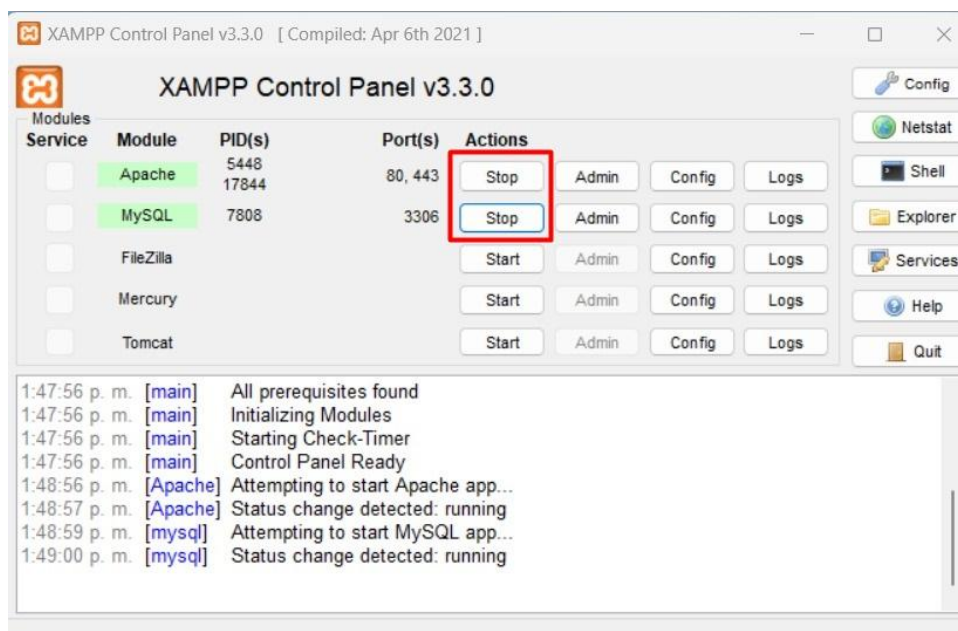 XAMPP Control Panel v3.3.0 [ Compiled: Apr 6th 2021 ]
XAMPP Control Panel v3.3.0
Config
Modules
Service Module PID(s) Port(s) Actions
Netstat
Apache 5448 17844 80, 443 Stop Admin Config Logs
Shell
MySQL 7808 3306 Stop Admin Config Logs
Explorer
FileZilla Start Admin Config Logs
Services
Mercury Start Admin Config Logs
Help
Tomcat Start Admin Config Logs
Quit
1:47:56 p. m. [main] All prerequisites found
1:47:56 p. m. [main] Initializing Modules
1:47:56 p. m. [main] Starting Check-Timer
1:47:56 p. m. [main] Control Panel Ready
1:48:56 p. m. [Apache] Attempting to start Apache app...
1:48:57 p. m. [Apache] Status change detected: running
1:48:59 p. m. [mysql] Attempting to start MySQL app...
1:49:00 p. m. [mysql] Status change detected: running